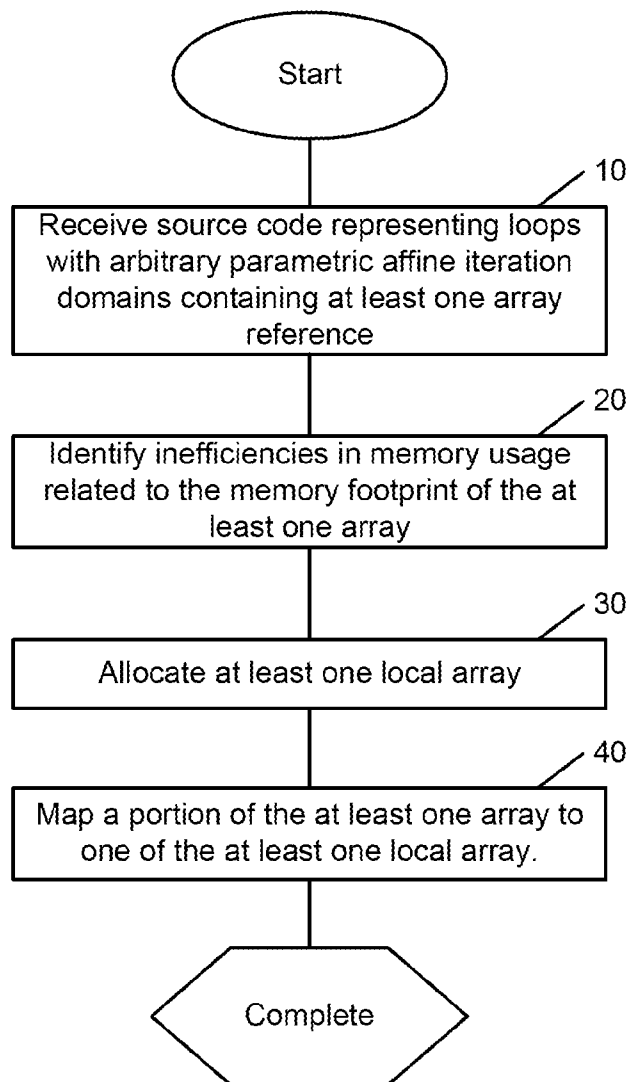 Start
10
Receive source code representing loops
with arbitrary parametric affine iteration
domains containing at least one array
reference
20
Identify inefficiencies in memory usage
related to the memory footprint of the at
least one array
30
Allocate at least one local array
40
Map a portion of the at least one array to
one of the at least one local array.
Complete